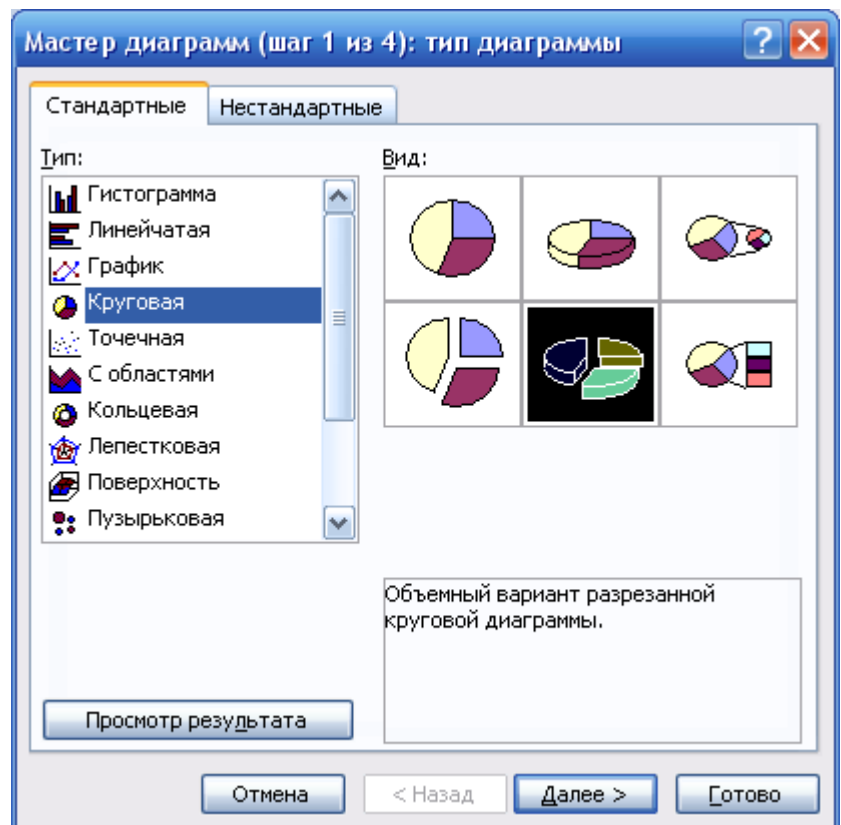 Мастер диаграмм (шаг 1 из 4): тип диаграммы
Стандартные
Нестандартные
Тип:
Гистограмма
Линейчатая
График
Круговая
Точечная
С областями
Кольцевая
Лепестковая
Поверхность
Пузырьковая
Вид:
Объемный вариант разрезанной
круговой диаграммы.
Просмотр результата
Отмена
< Назад
Далее >
Готово